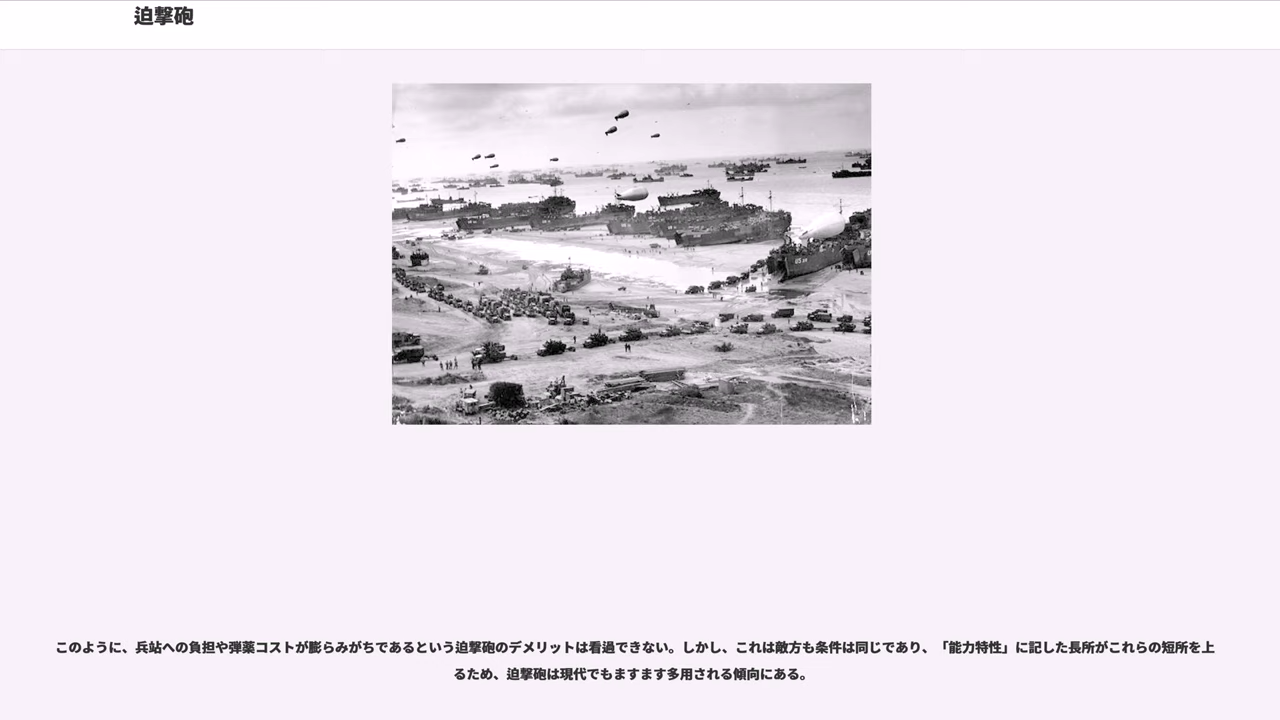 迫撃砲
このように、兵站への負担や弾薬コストが膨らみがちであるという迫撃砲のデメリットは看過できない。しかし、これは敵方も条件は同じであり、「能力特性」に記した長所がこれらの短所を上
るため、迫撃砲は現代でもますます多用される傾向にある。